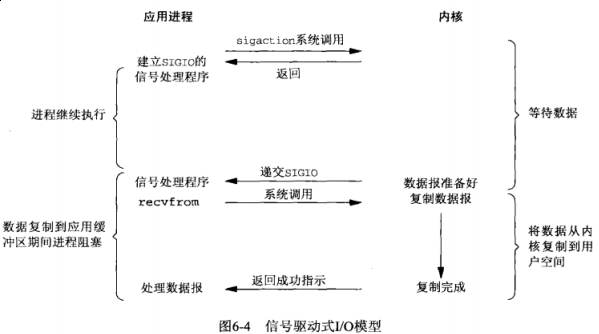 应用进程
内核
sigaction系统调用
建立SIGIO的
信号处理程序
返回
进程继续执行
等待数据
递交SIGIO
信号处理程序
数据报准备好
系统调用
recvfrom
复制数据报
数据复制到应用缓
冲区期间进程阻塞
将数据从内
核复制到用
户空间
返回成功指示
处理数据报
复制完成
图6-4 信号驱动式I/O模型